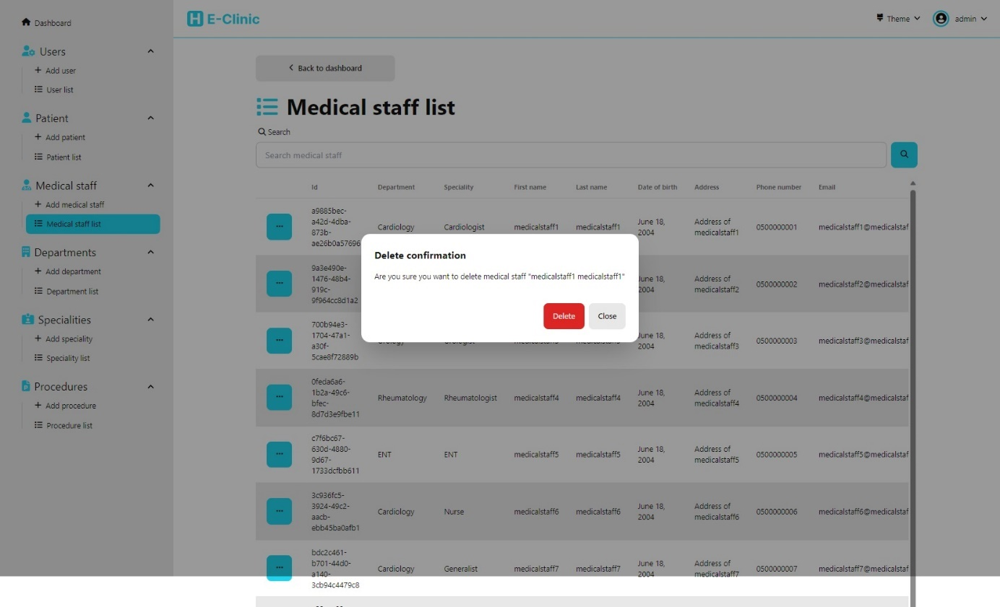 Dashboard
Users
Add user
User list
Patient
Add patient
Patient list
Medical staff
Add medical staff
Medical staff list
Departments
Add department
Department list
Specialities
Add speciality
Speciality list
Procedures
Add procedure
Procedure list
H E-Clinic
Theme
admin
Back to dashboard
Medical staff list
Search
Search medical staff
Id Department Speciality First name Last name Date of birth Address Phone number Email
a9885bec-
a42d-4dba-
873b-
ae26b0a57696
Cardiology Cardiologist medicalstaff1 medicalstaff1
June 18,
2004
Address of
medicalstaff1
0500000001 medicalstaff1@medicalstaf
9a3e490e-
1476-48b4-
919c-
9f964cc8d1a2
June 18,
2004
Address of
medicalstaff2
0500000002 medicalstaff2@medicalstaf
Delete confirmation
Are you sure you want to delete medical staff "medicalstaff1 medicalstaff1"
Delete
Close
700b94e3-
1704-47a1-
a30f-
5cae8f72889b
June 18,
2004
Address of
medicalstaff3
0500000003 medicalstaff3@medicalstaf
0feda6a6-
1b2a-49c6-
bfec-
8d7d3e9fbe11
Rheumatology Rheumatologist medicalstaff4 medicalstaff4
June 18,
2004
Address of
medicalstaff4
0500000004 medicalstaff4@medicalstaf
c7f6bc67-
630d-4880-
9d67-
1733dcfbb611
ENT ENT medicalstaff5 medicalstaff5
June 18,
2004
Address of
medicalstaff5
0500000005 medicalstaff5@medicalstaf
3c936fc5-
3924-49c2-
aacb-
ebb45ba0afb1
Cardiology Nurse medicalstaff6 medicalstaff6
June 18,
2004
Address of
medicalstaff6
0500000006 medicalstaff6@medicalstaf
bdc2c461-
b701-44d0-
a140-
3cb94c4479c8
Cardiology Generalist medicalstaff7 medicalstaff7
June 18,
2004
Address of
medicalstaff7
0500000007 medicalstaff7@medicalstaf